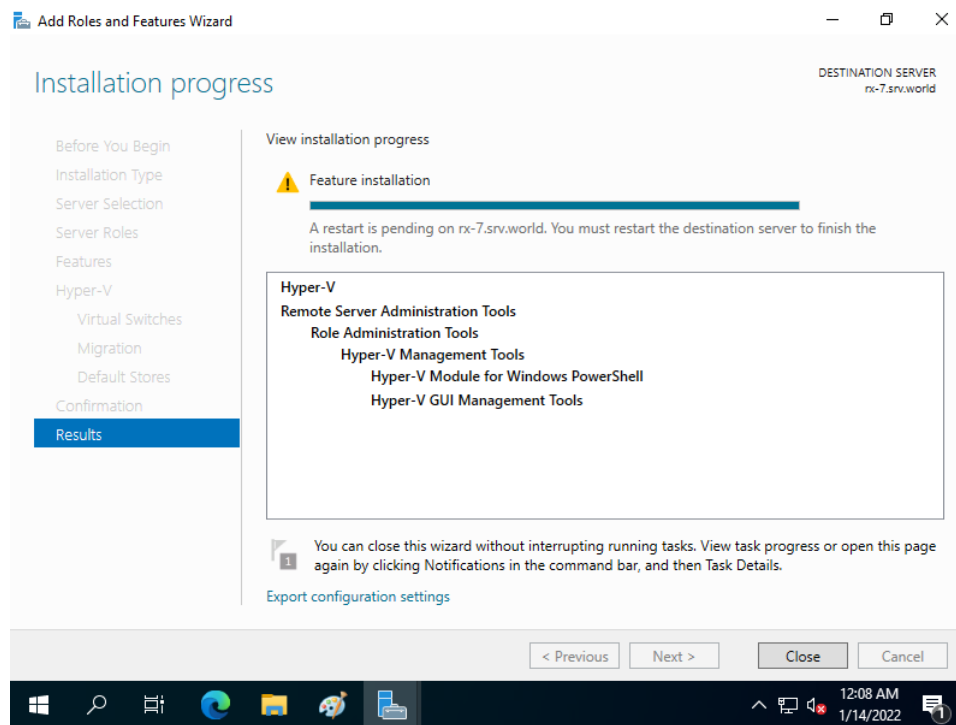 Add Roles and Features Wizard
Installation progress
DESTINATION SERVER
rx-7.srv.world
Before You Begin
Installation Type
Server Selection
Server Roles
Features
Hyper-V
Virtual Switches
Migration
Default Stores
Confirmation
Results
View installation progress
Feature installation
A restart is pending on rx-7.srv.world. You must restart the destination server to finish the
installation.
Hyper-V
Remote Server Administration Tools
Role Administration Tools
Hyper-V Management Tools
Hyper-V Module for Windows PowerShell
Hyper-V GUI Management Tools
1
You can close this wizard without interrupting running tasks. View task progress or open this page
again by clicking Notifications in the command bar, and then Task Details.
Export configuration settings
< Previous
Next >
Close
Cancel
12:08 AM
1/14/2022
1